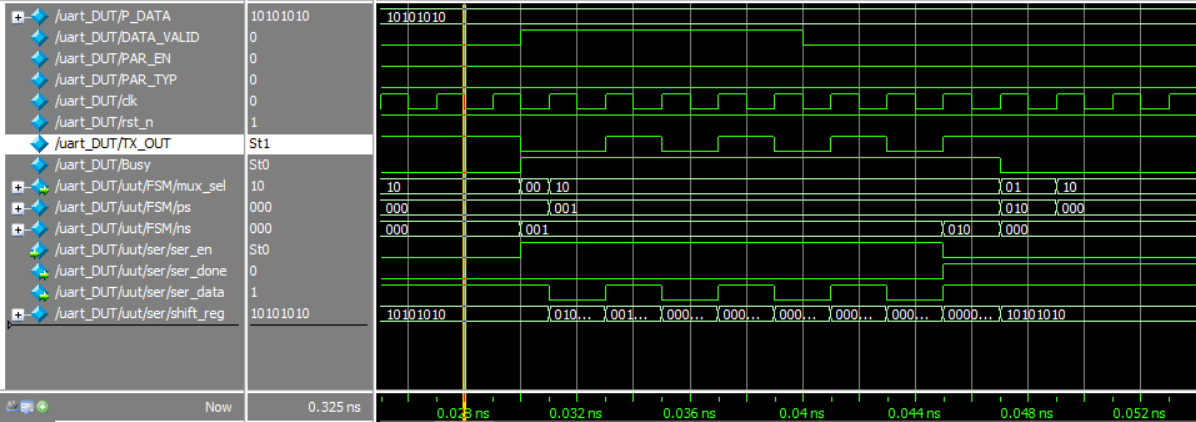 /uart_DUT/P_DATA 10101010 10101010
/uart_DUT/DATA_VALID 0
/uart_DUT/PAR_EN 0
/uart_DUT/PAR_TYP 0
/uart_DUT/clk 0
/uart_DUT/rst_n 1
/uart_DUT/TX_OUT St1
/uart_DUT/Busy St0
/uart_DUT/uut/FSM/mux_sel 10 10 00 10 01 10
/uart_DUT/uut/FSM/ps 000 000 001 010 000
/uart_DUT/uut/FSM/ns 000 000 001 010 000
/uart_DUT/uut/ser/ser_en St0
/uart_DUT/uut/ser/ser_done 0
/uart_DUT/uut/ser/ser_data 1
/uart_DUT/uut/ser/shift_reg 10101010 10101010 010... 001... 000... 000... 000... 000... 000... 0000... 10101010
Now 0.325 ns 0.028 ns 0.032 ns 0.036 ns 0.04 ns 0.044 ns 0.048 ns 0.052 ns